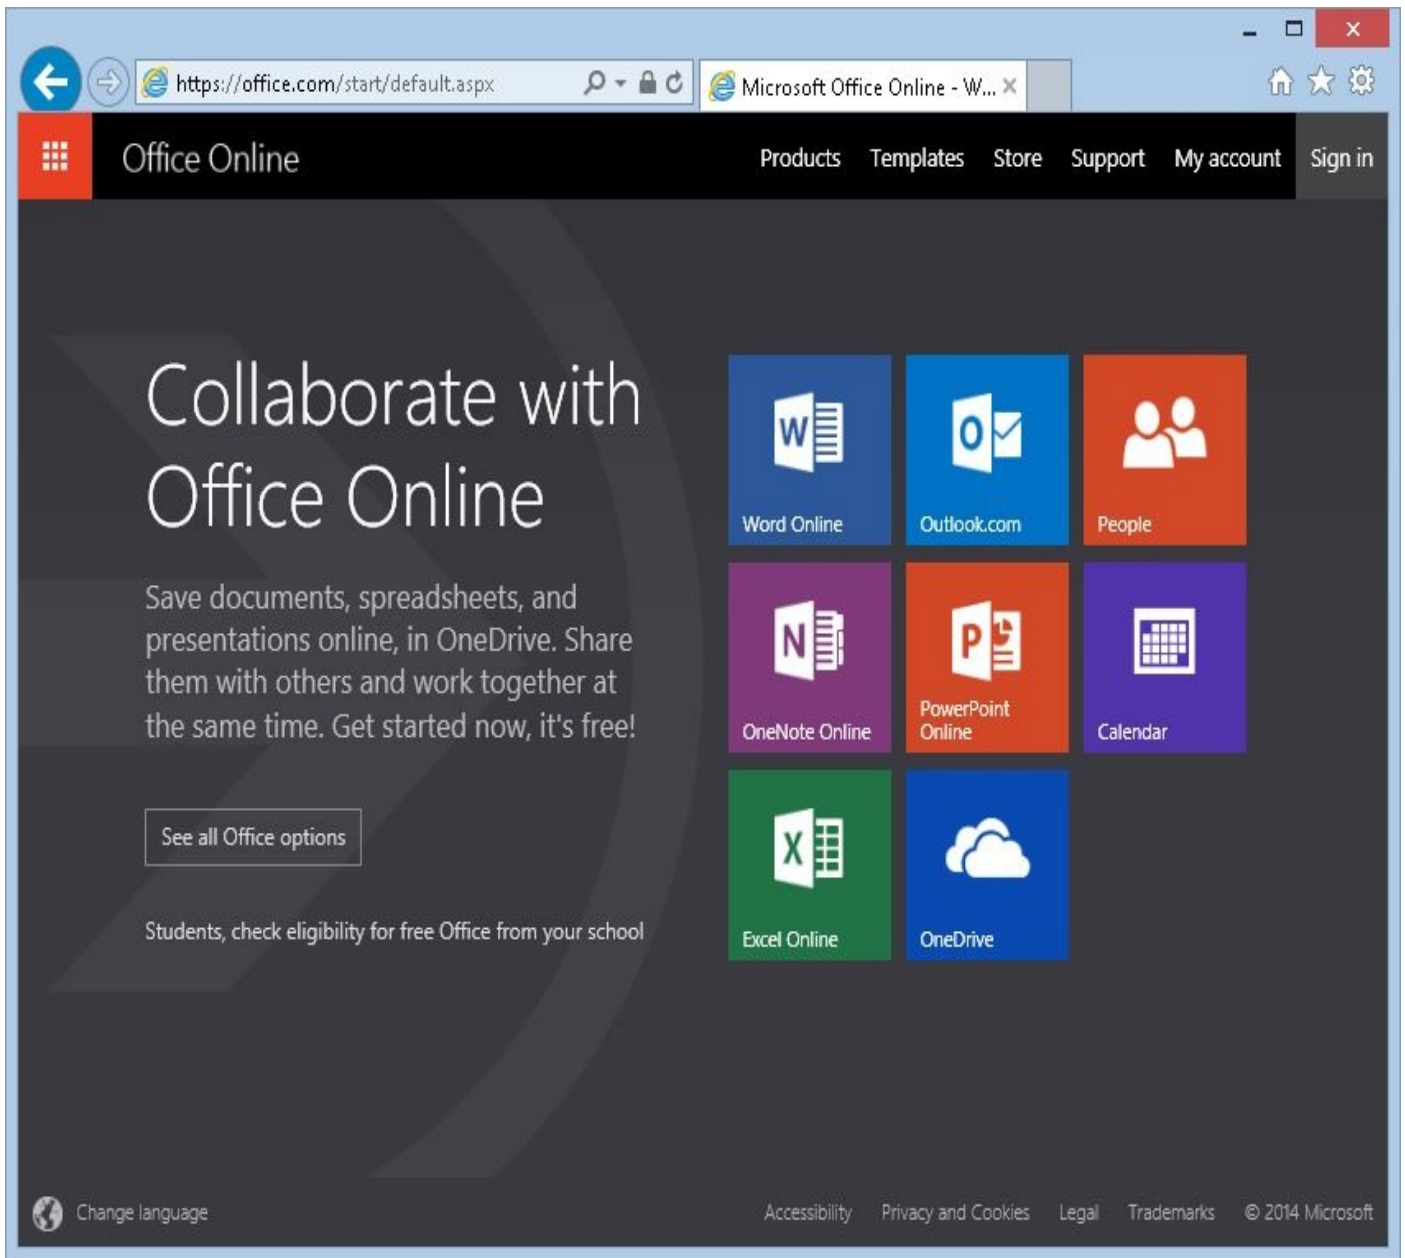 https://office.com/start/default.aspx
Microsoft Office Online - W...
Office Online
Products Templates Store Support My account Sign in
Collaborate with
Office Online
Save documents, spreadsheets, and
presentations online, in OneDrive. Share
them with others and work together at
the same time. Get started now, it's free!
See all Office options
Students, check eligibility for free Office from your school
W
Word Online
O
Outlook.com
People
N
OneNote Online
P
PowerPoint
Online
Calendar
X
Excel Online
OneDrive
Change language
Accessibility Privacy and Cookies Legal Trademarks © 2014 Microsoft